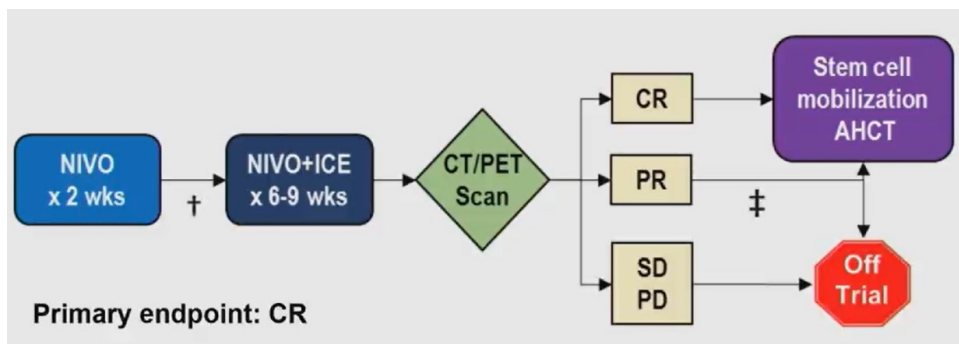 NIVO
x 2 wks
†
NIVO+ICE
x 6-9 wks
CT/PET
Scan
CR
PR
SD
PD
‡
Stem cell
mobilization
AHCT
Off
Trial
Primary endpoint: CR